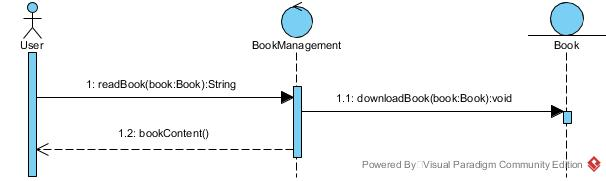 User
BookManagement
Book
1: readBook(book:Book):String
1.1: downloadBook(book:Book):void
1.2: bookContent()
Powered By Visual Paradigm Community Edition